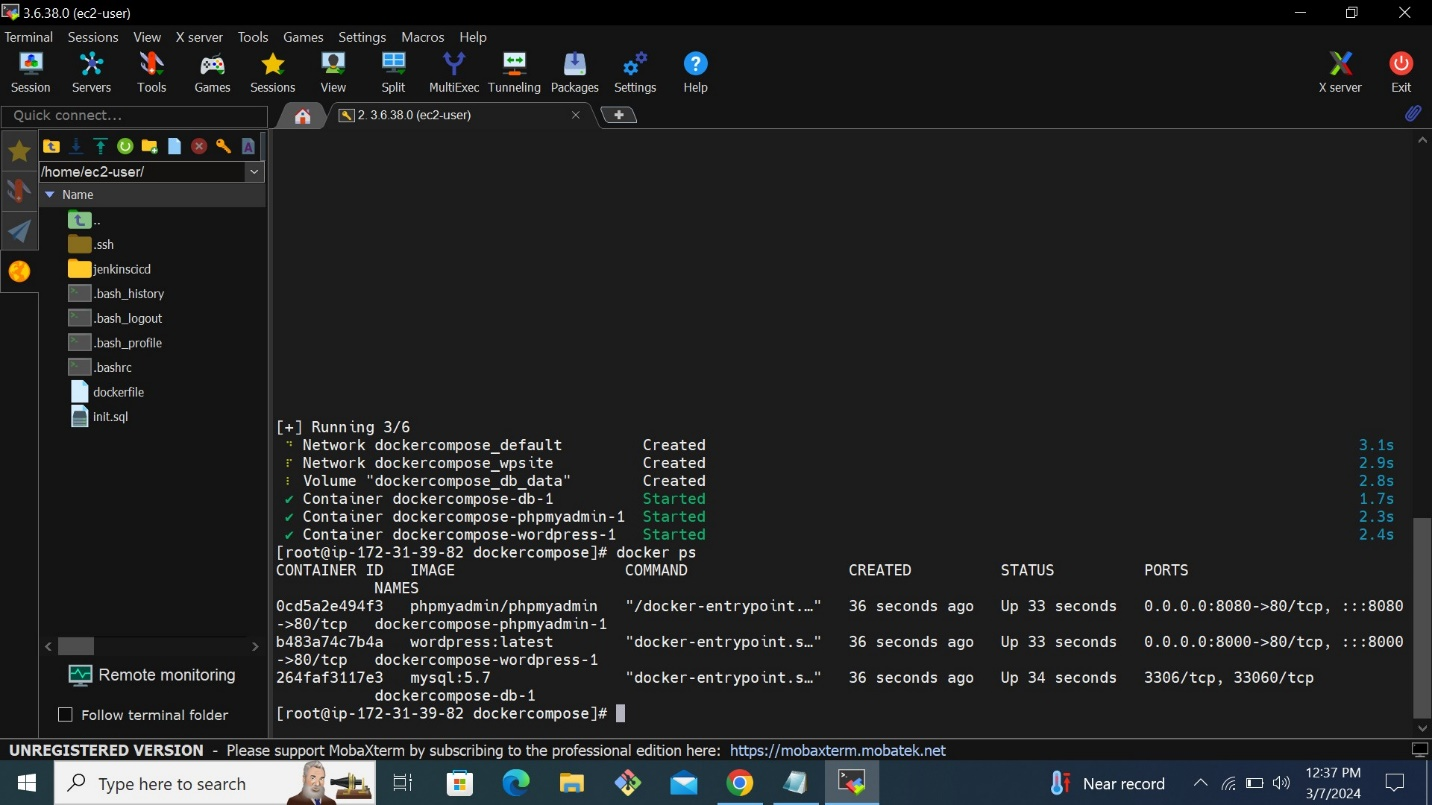 3.6.38.0 (ec2-user)
Terminal Sessions View X server Tools Games Settings Macros Help
Session Servers Tools Games Sessions View Split MultiExec Tunneling Packages Settings Help X server Exit
Quick connect...
2. 3.6.38.0 (ec2-user)
/home/ec2-user/
Name
..
.ssh
jenkinscicd
.bash_history
.bash_logout
.bash_profile
.bashrc
dockerfile
init.sql
Remote monitoring
Follow terminal folder
[+] Running 3/6
Network dockercompose_default Created 3.1s
Network dockercompose_wpsite Created 2.9s
Volume "dockercompose_db_data" Created 2.8s
✔ Container dockercompose-db-1 Started 1.7s
✔ Container dockercompose-phpmyadmin-1 Started 2.3s
✔ Container dockercompose-wordpress-1 Started 2.4s
[root@ip-172-31-39-82 dockercompose]# docker ps
CONTAINER ID IMAGE COMMAND CREATED STATUS PORTS
NAMES
0cd5a2e494f3 phpmyadmin/phpmyadmin "/docker-entrypoint.…" 36 seconds ago Up 33 seconds 0.0.0.0:8080->80/tcp, :::8080
->80/tcp dockercompose-phpmyadmin-1
b483a74c7b4a wordpress:latest "docker-entrypoint.s…" 36 seconds ago Up 33 seconds 0.0.0.0:8000->80/tcp, :::8000
->80/tcp dockercompose-wordpress-1
264faf3117e3 mysql:5.7 "docker-entrypoint.s…" 36 seconds ago Up 34 seconds 3306/tcp, 33060/tcp
dockercompose-db-1
[root@ip-172-31-39-82 dockercompose]#
UNREGISTERED VERSION - Please support MobaXterm by subscribing to the professional edition here: https://mobaxterm.mobatek.net
Type here to search
Near record
12:37 PM
3/7/2024